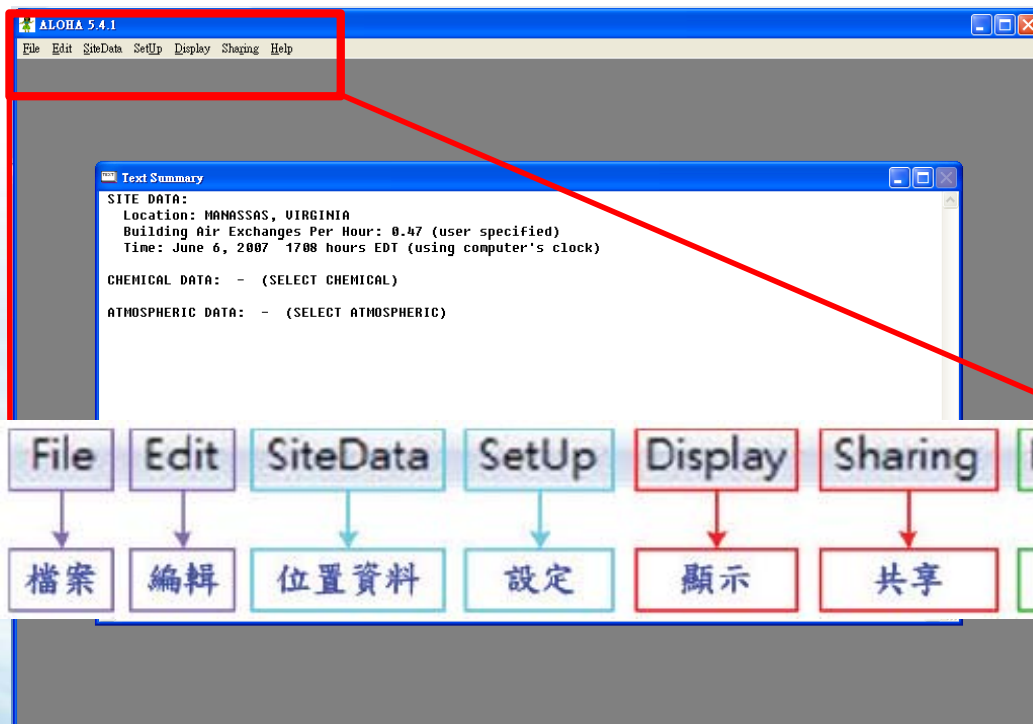 ALOHA 5.4.1
File Edit SiteData SetUp Display Sharing Help
Text Summary
SITE DATA:
Location: MANASSAS, VIRGINIA
Building Air Exchanges Per Hour: 0.47 (user specified)
Time: June 6, 2007 1708 hours EDT (using computer's clock)
CHEMICAL DATA: - (SELECT CHEMICAL)
ATMOSPHERIC DATA: - (SELECT ATMOSPHERIC)
File Edit SiteData SetUp Display Sharing
檔案 編輯 位置資料 設定 顯示 共享